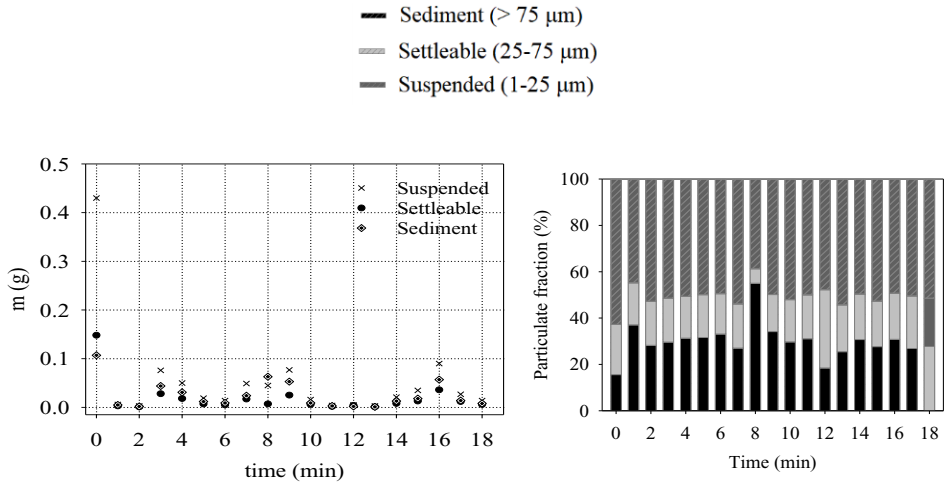 Sediment (> 75 μm)
Settleable (25-75 μm)
Suspended (1-25 μm)
0.5
0.4
0.3
0.2
0.1
0.0
m (g)
Suspended
Settleable
Sediment
0 2 4 6 8 10 12 14 16 18
time (min)
100
80
60
40
20
0
Particulate fraction (%)
0 2 4 6 8 10 12 14 16 18
Time (min)